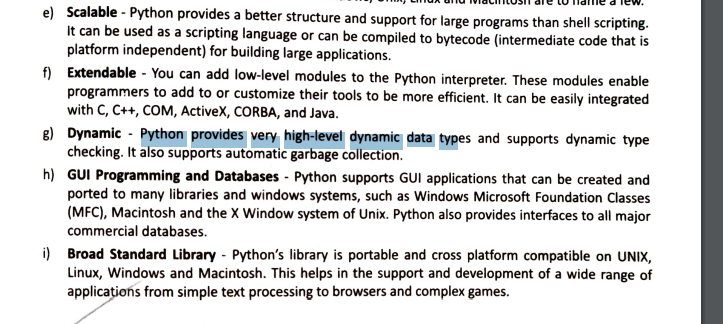 e) Scalable - Python provides a better structure and support for large programs than shell scripting.
It can be used as a scripting language or can be compiled to bytecode (intermediate code that is
platform independent) for building large applications.
f) Extendable - You can add low-level modules to the Python interpreter. These modules enable
programmers to add to or customize their tools to be more efficient. It can be easily integrated
with C, C++, COM, ActiveX, CORBA, and Java.
g) Dynamic - Python provides very high-level dynamic data types and supports dynamic type
checking. It also supports automatic garbage collection.
h) GUI Programming and Databases - Python supports GUI applications that can be created and
ported to many libraries and windows systems, such as Windows Microsoft Foundation Classes
(MFC), Macintosh and the X Window system of Unix. Python also provides interfaces to all major
commercial databases.
i) Broad Standard Library - Python's library is portable and cross platform compatible on UNIX,
Linux, Windows and Macintosh. This helps in the support and development of a wide range of
applications from simple text processing to browsers and complex games.